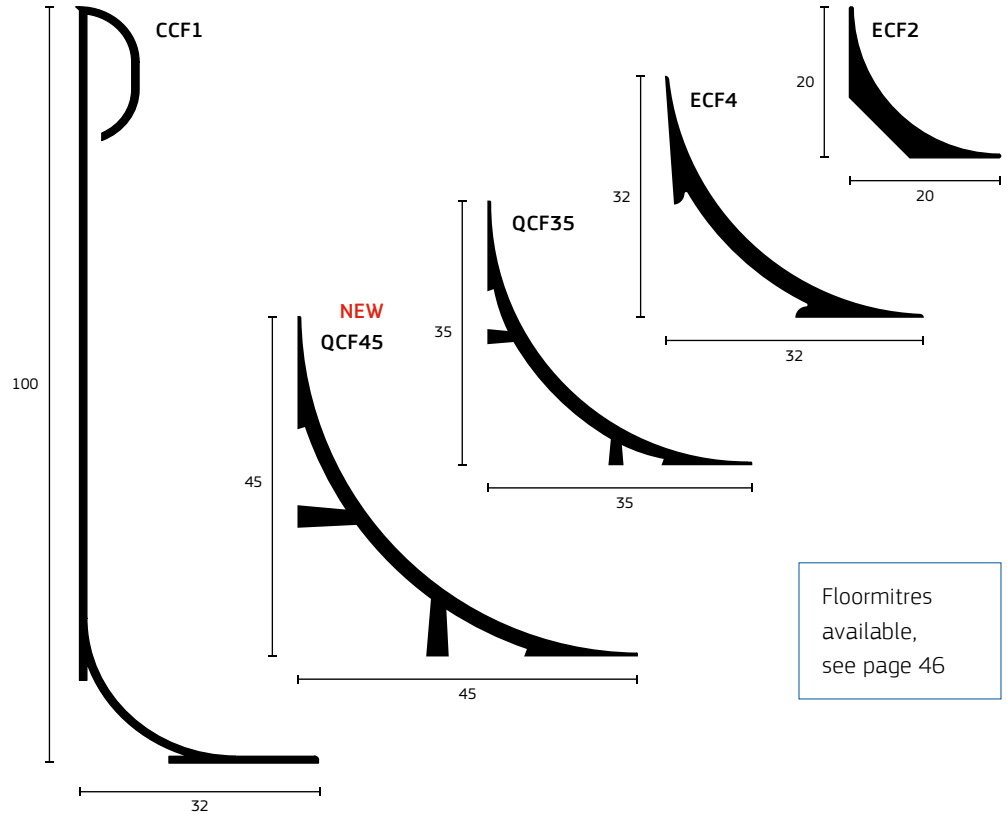 CCF1
100
32
NEW
QCF45
45
45
QCF35
35
35
ECF4
32
32
ECF2
20
20
Floormitres
available,
see page 46